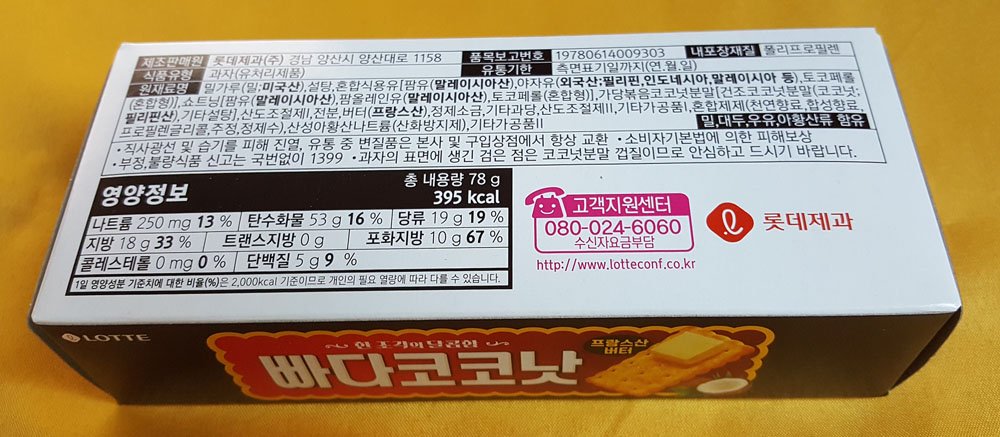 제조판매원 롯데제과(주) 경남 양산시 양산대로 1158 품목보고번호 19780614009303 내포장재질 폴리프로필렌
식품유형 과자(유처리제품) 유통기한 측면표기일까지(연.월.일)
원재료명 밀가루(밀:미국산),설탕,혼합식용유[팜유(말레이시아산),야자유(외국산;필리핀,인도네시아,말레이시아 등),토코페롤
(혼합형)],쇼트닝[팜유(말레이시아산),팜올레인유(말레이시아산),토코페롤(혼합형)],가당볶음코코넛분말[건조코코넛분말(코코넛;
필리핀산),기타설탕],산도조절제Ⅰ,전분,버터(프랑스산),정제소금,기타과당,산도조절제Ⅱ,기타가공품Ⅰ,혼합제제(천연향료,합성향료,
프로필렌글리콜,주정,정제수),산성아황산나트륨(산화방지제),기타가공품Ⅱ 밀,대두,우유,아황산류 함유
•직사광선 및 습기를 피해 진열, 유통 중 변질품은 본사 및 구입상점에서 항상 교환 •소비자기본법에 의한 피해보상
•부정,불량식품 신고는 국번없이 1399 •과자의 표면에 생긴 검은 점은 코코넛분말 껍질이므로 안심하고 드시기 바랍니다.
영양정보
총 내용량 78 g
395 kcal
나트륨 250 mg 13 % 탄수화물 53 g 16 % 당류 19 g 19 %
지방 18 g 33 % 트랜스지방 0 g 포화지방 10 g 67 %
콜레스테롤 0 mg 0 % 단백질 5 g 9 %
1일 영양성분 기준치에 대한 비율(%)은 2,000kcal 기준이므로 개인의 필요 열량에 따라 다를 수 있습니다.
고객지원센터
080-024-6060
수신자요금부담
http://www.lotteconf.co.kr
롯데제과
LOTTE
한 조각의 달콤함
빠다코코낫
프랑스산
버터